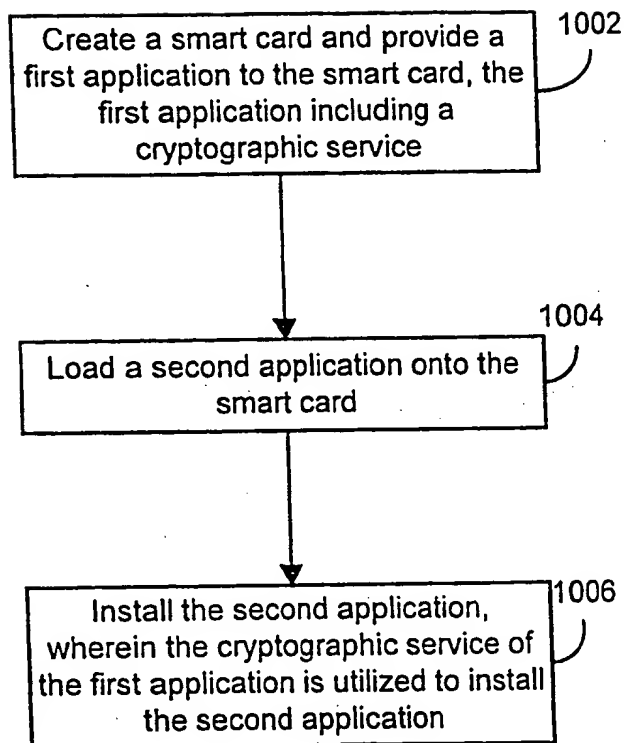 Create a smart card and provide a
first application to the smart card, the
first application including a
cryptographic service
1002
Load a second application onto the
smart card
1004
Install the second application,
wherein the cryptographic service of
the first application is utilized to install
the second application
1006